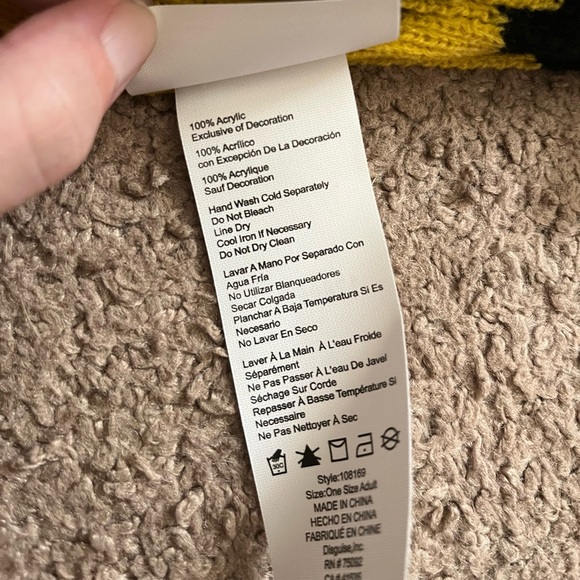 100% Acrylic
Exclusive of Decoration
100% Acrílico
con Excepción De La Decoración
100% Acrylique
Sauf Decoration
Hand Wash Cold Separately
Do Not Bleach
Line Dry
Cool Iron If Necessary
Do Not Dry Clean
Lavar A Mano Por Separado Con
Agua Fria
No Utilizar Blanqueadores
Secar Colgada
Planchar A Baja Temperatura Si Es
Necesario
No Lavar En Seco
Laver À La Main À L'eau Froide
Séparément
Ne Pas Passer À L'eau De Javel
Séchage Sur Corde
Repasser À Basse Température Si
Necessaire
Ne Pas Nettoyer À Sec
30C
Style:108169
Size:One Size Adult
MADE IN CHINA
HECHO EN CHINA
FABRIQUÉ EN CHINE
Disguise,Inc.
RN # 75092